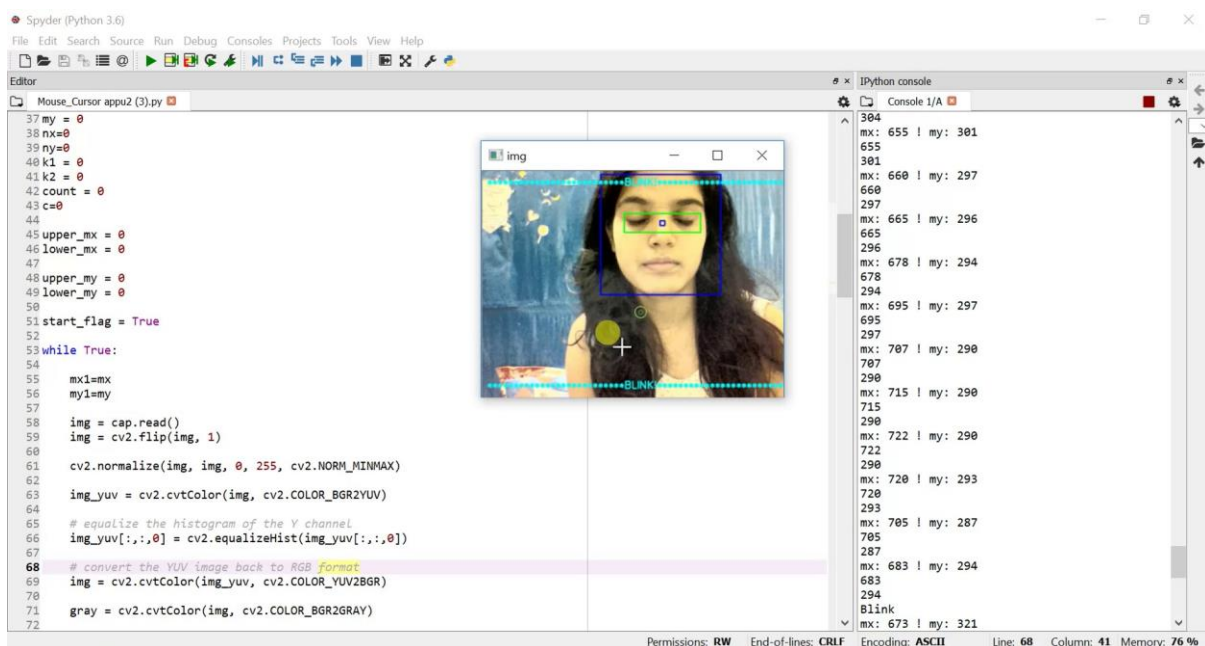 Spyder (Python 3.6)
File Edit Search Source Run Debug Consoles Projects Tools View Help
Editor
Mouse_Cursor appu2 (3).py
37 my = 0
38 nx=0
39 ny=0
40 k1 = 0
41 k2 = 0
42 count = 0
43 c=0
44
45 upper_mx = 0
46 lower_mx = 0
47
48 upper_my = 0
49 lower_my = 0
50
51 start_flag = True
52
53 while True:
54
55 mx1=mx
56 my1=my
57
58 img = cap.read()
59 img = cv2.flip(img, 1)
60
61 cv2.normalize(img, img, 0, 255, cv2.NORM_MINMAX)
62
63 img_yuv = cv2.cvtColor(img, cv2.COLOR_BGR2YUV)
64
65 # equalize the histogram of the Y channel
66 img_yuv[:,:,0] = cv2.equalizeHist(img_yuv[:,:,0])
67
68 # convert the YUV image back to RGB format
69 img = cv2.cvtColor(img_yuv, cv2.COLOR_YUV2BGR)
70
71 gray = cv2.cvtColor(img, cv2.COLOR_BGR2GRAY)
72
img
BLINK
BLINK
IPython console
Console 1/A
304
mx: 655 ! my: 301
655
301
mx: 660 ! my: 297
660
297
mx: 665 ! my: 296
665
296
mx: 678 ! my: 294
678
294
mx: 695 ! my: 297
695
297
mx: 707 ! my: 290
707
290
mx: 715 ! my: 290
715
290
mx: 722 ! my: 290
722
290
mx: 720 ! my: 293
720
293
mx: 705 ! my: 287
705
287
mx: 683 ! my: 294
683
294
Blink
mx: 673 ! my: 321
Permissions: RW End-of-lines: CRLF Encoding: ASCII Line: 68 Column: 41 Memory: 76 %